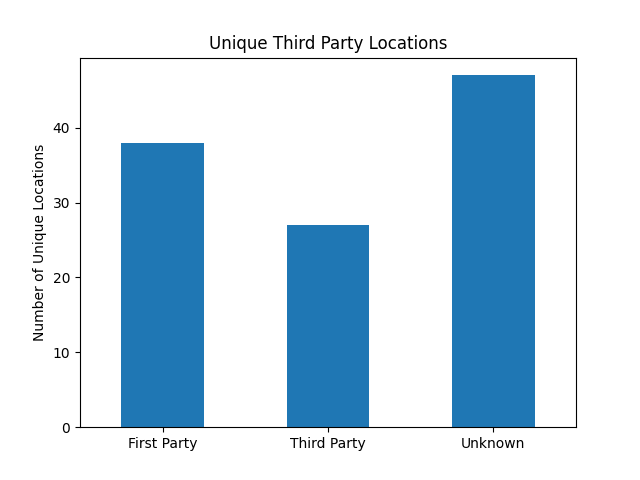 Unique Third Party Locations
Number of Unique Locations
40
30
20
10
0
First Party
Third Party
Unknown